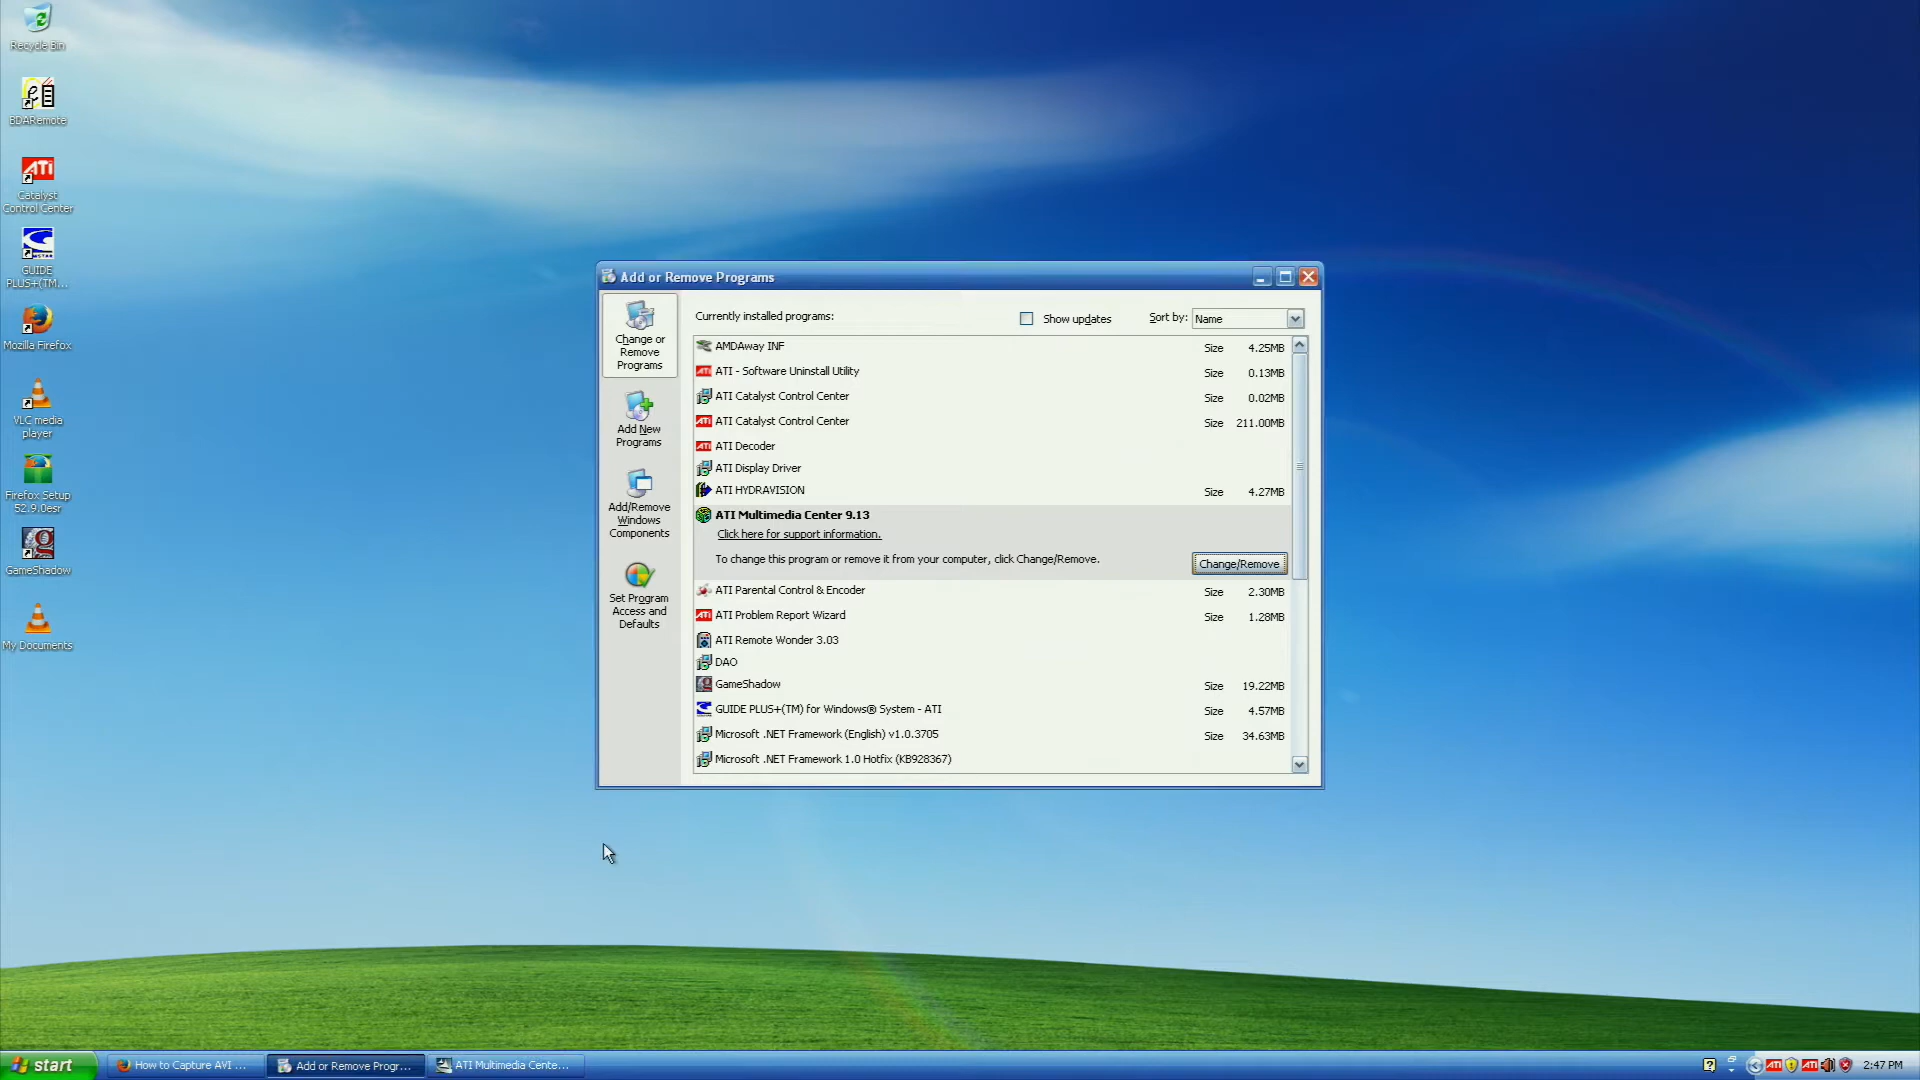 Recycle Bin
BDARemote
ATI
Catalyst
Control Center
GUIDE
PLUS+(TM...
Mozilla Firefox
VLC media
player
Firefox Setup
52.9.0esr
GameShadow
My Documents
Add or Remove Programs
Change or
Remove
Programs
Add New
Programs
Add/Remove
Windows
Components
Set Program
Access and
Defaults
Currently installed programs:
Show updates
Sort by: Name
AMDAway INF Size 4.25MB
ATI - Software Uninstall Utility Size 0.13MB
ATI Catalyst Control Center Size 0.02MB
ATI Catalyst Control Center Size 211.00MB
ATI Decoder
ATI Display Driver
ATI HYDRAVISION Size 4.27MB
ATI Multimedia Center 9.13
Click here for support information.
To change this program or remove it from your computer, click Change/Remove. Change/Remove
ATI Parental Control & Encoder Size 2.30MB
ATI Problem Report Wizard Size 1.28MB
ATI Remote Wonder 3.03
DAO
GameShadow Size 19.22MB
GUIDE PLUS+(TM) for Windows® System - ATI Size 4.57MB
Microsoft .NET Framework (English) v1.0.3705 Size 34.63MB
Microsoft .NET Framework 1.0 Hotfix (KB928367)
start How to Capture AVI ... Add or Remove Progr... ATI Multimedia Cente... ATI ATI 2:47 PM